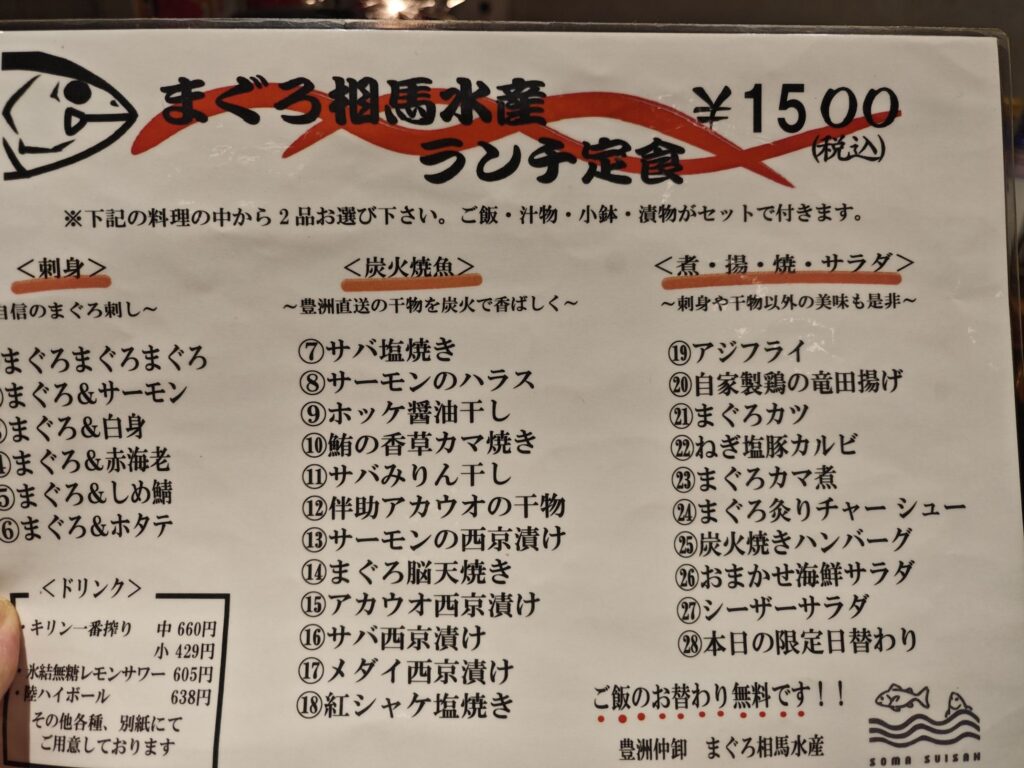 まぐろ相馬水産
ランチ定食
¥1500
(税込)
※下記の料理の中から2品お選び下さい。ご飯・汁物・小鉢・漬物がセットで付きます。
<刺身>
自信のまぐろ刺し~
まぐろまぐろまぐろ
まぐろ&サーモン
まぐろ&白身
④まぐろ&赤海老
⑤まぐろ&しめ鯖
⑥まぐろ&ホタテ
<ドリンク>
・キリン一番搾り 中 660円
小 429円
・氷結無糖レモンサワー 605円
・陸ハイボール 638円
その他各種、別紙にて
ご用意しております
<炭火焼魚>
~豊洲直送の干物を炭火で香ばしく~
⑦サバ塩焼き
⑧サーモンのハラス
⑨ホッケ醤油干し
⑩鮪の香草カマ焼き
⑪サバみりん干し
⑫伴助アカウオの干物
⑬サーモンの西京漬け
⑭まぐろ脳天焼き
⑮アカウオ西京漬け
⑯サバ西京漬け
⑰メダイ西京漬け
⑱紅シャケ塩焼き
<煮・揚・焼・サラダ>
~刺身や干物以外の美味も是非~
⑲アジフライ
⑳自家製鶏の竜田揚げ
㉑まぐろカツ
㉒ねぎ塩豚カルビ
㉓まぐろカマ煮
㉔まぐろ炙りチャー シュー
㉕炭火焼きハンバーグ
㉖おまかせ海鮮サラダ
㉗シーザーサラダ
㉘本日の限定日替わり
ご飯のお替わり無料です！！
豊洲仲卸 まぐろ相馬水産
SOMA SUISAN